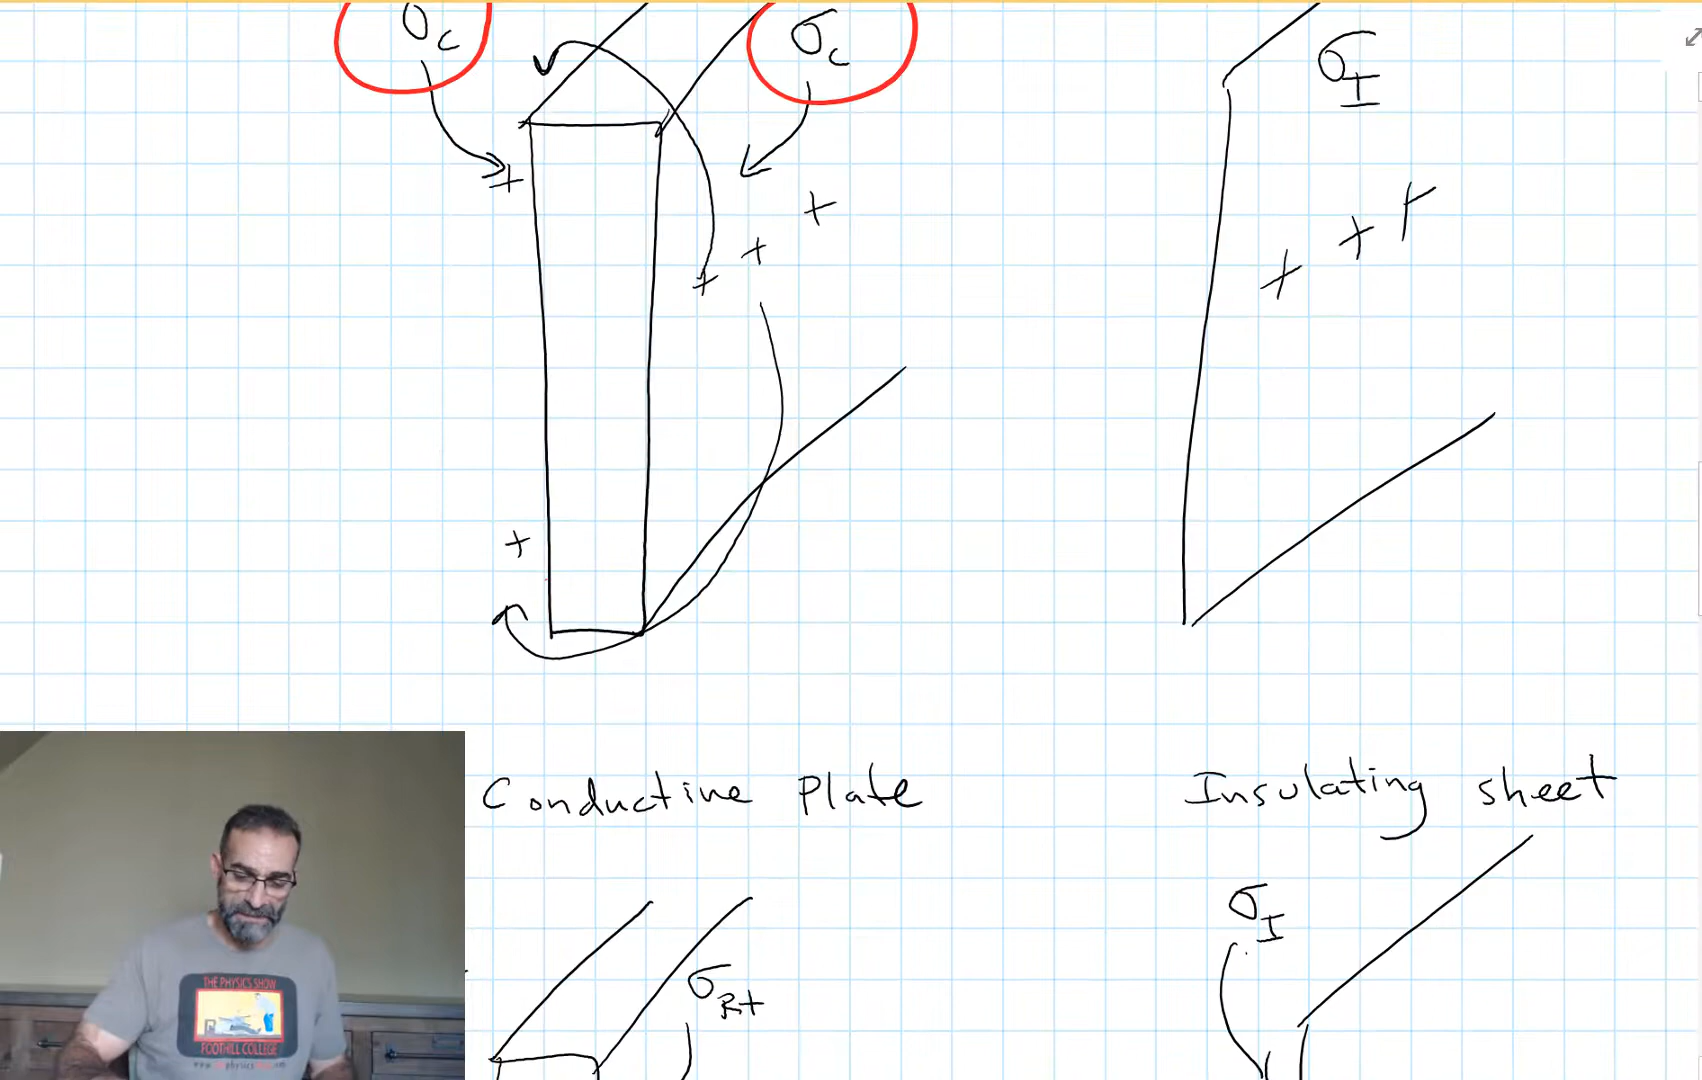 σc
σc
σI
+ + + +
+ + +
+
Conductive Plate
Insulating sheet
σI
σRt
THE PHYSICS SHOW
FOOTHILL COLLEGE